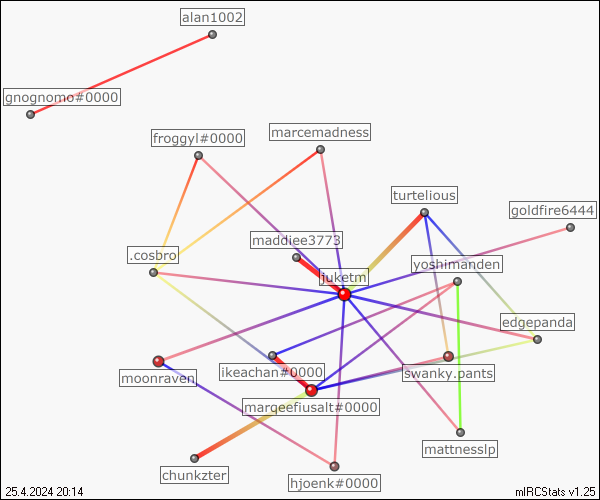 alan1002
gnognomo#0000
froggyl#0000
marcemadness
turtelious
goldfire6444
maddiee3773
.cosbro
juketm
yoshimanden
edgepanda
moonraven
ikeachan#0000
swanky.pants
marqeefiusalt#0000
mattnesslp
chunkzter
hjoenk#0000
25.4.2024 20:14
mIRCStats v1.25